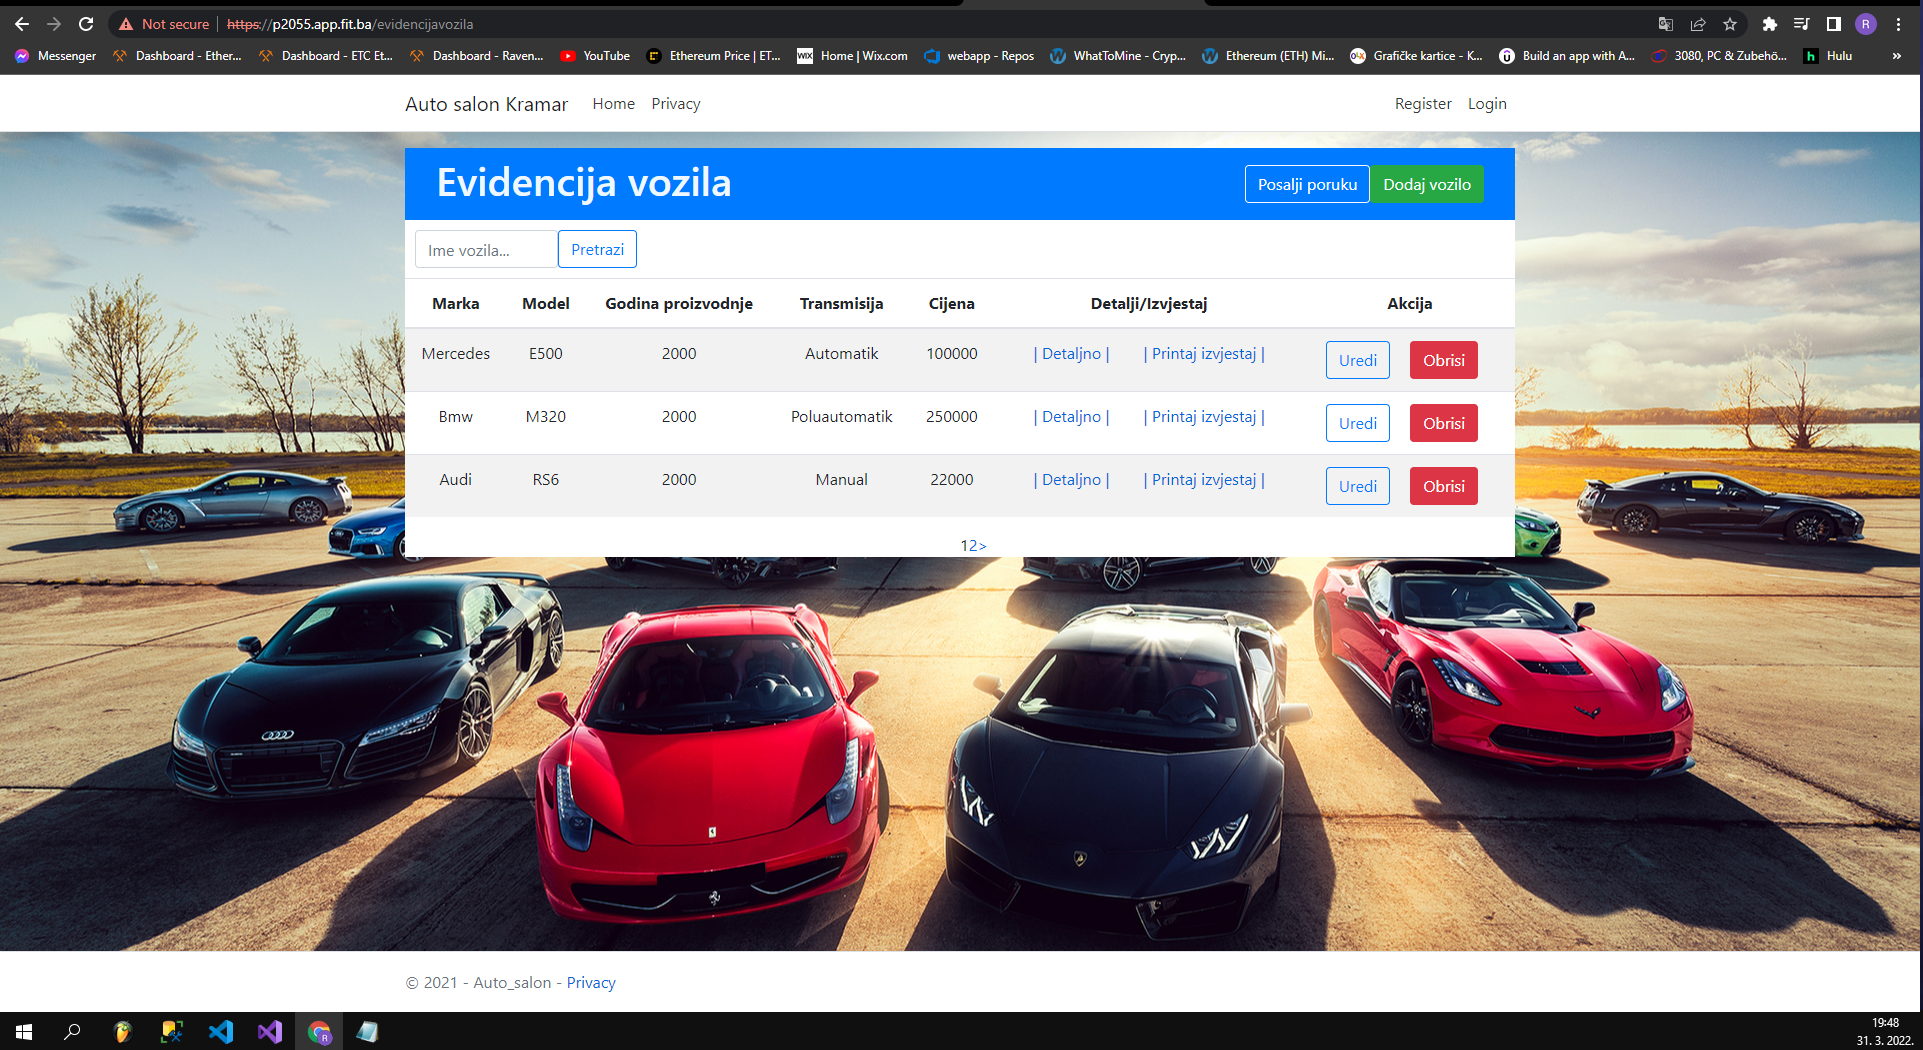 Not secure | https://p2055.app.fit.ba/evidencijavozila
R
Messenger Dashboard - Ether... Dashboard - ETC Et... Dashboard - Raven... YouTube Ethereum Price | ET... WiX Home | Wix.com webapp - Repos WhatToMine - Cryp... Ethereum (ETH) Mi... Grafičke kartice - K... Build an app with A... 3080, PC & Zubehö... h Hulu »
Auto salon Kramar Home Privacy Register Login
Evidencija vozila Posalji poruku Dodaj vozilo
Ime vozila... Pretrazi
Marka Model Godina proizvodnje Transmisija Cijena Detalji/Izvjestaj Akcija
Mercedes E500 2000 Automatik 100000 | Detaljno | | Printaj izvjestaj | Uredi Obrisi
Bmw M320 2000 Poluautomatik 250000 | Detaljno | | Printaj izvjestaj | Uredi Obrisi
Audi RS6 2000 Manual 22000 | Detaljno | | Printaj izvjestaj | Uredi Obrisi
12>
© 2021 - Auto_salon - Privacy
19:48
31. 3. 2022.